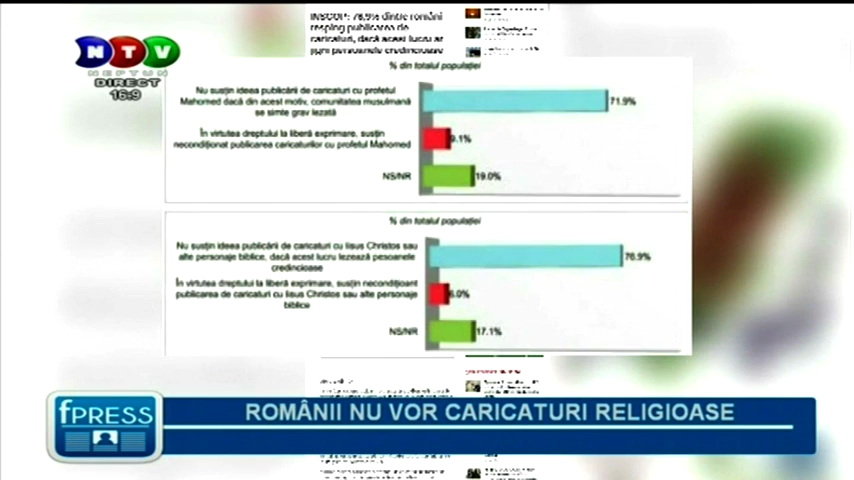 INSCOP: 76.9% dintre români
resping publicarea de
caricaturi, dacă acest lucru ar
persoanele credincioase
NTV
NEPTUN
DIRECT
16:9
% din totalul populației
Nu susțin ideea publicării de caricaturi cu profetul
Mahomed dacă din acest motiv, comunitatea musulmană
se simte grav lezată
71.9%
În virtutea dreptului la liberă exprimare, susțin
necondiționat publicarea caricaturilor cu profetul Mahomed
9.1%
NS/NR
19.0%
% din totalul populației
Nu susțin ideea publicării de caricaturi cu Iisus Christos sau
alte personaje biblice, dacă acest lucru lezează pesoanele
credincioase
76.9%
În virtutea dreptului la liberă exprimare, susțin necondițioant
publicarea de caricaturi cu Iisus Christos sau alte personaje
biblice
6.0%
NS/NR
17.1%
fPRESS
ROMÂNII NU VOR CARICATURI RELIGIOASE